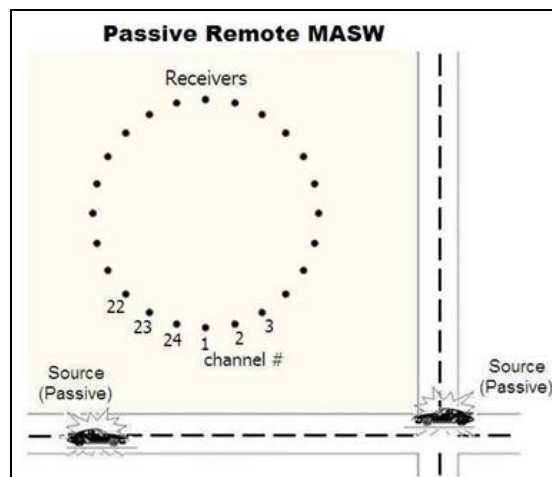 Passive Remote MASW
Receivers
22
23
24
1
2
3
channel #
Source
(Passive)
Source
(Passive)